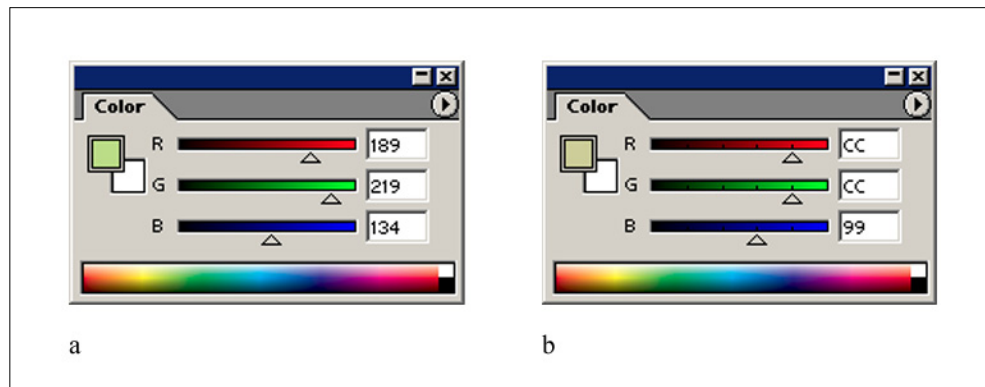 Color
R 189
G 219
B 134
a
Color
R CC
G CC
B 99
b